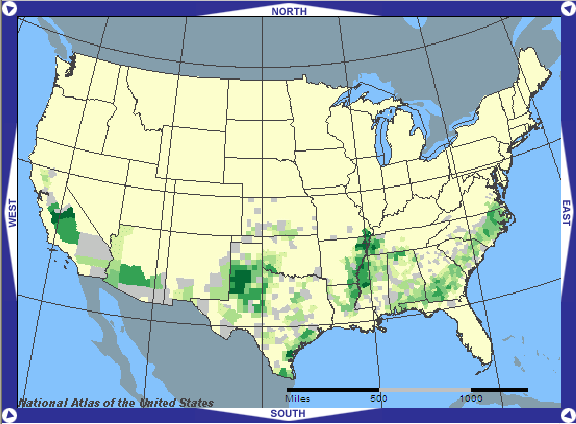 NORTH
WEST
EAST
Miles 500 1000
National Atlas of the United States
SOUTH